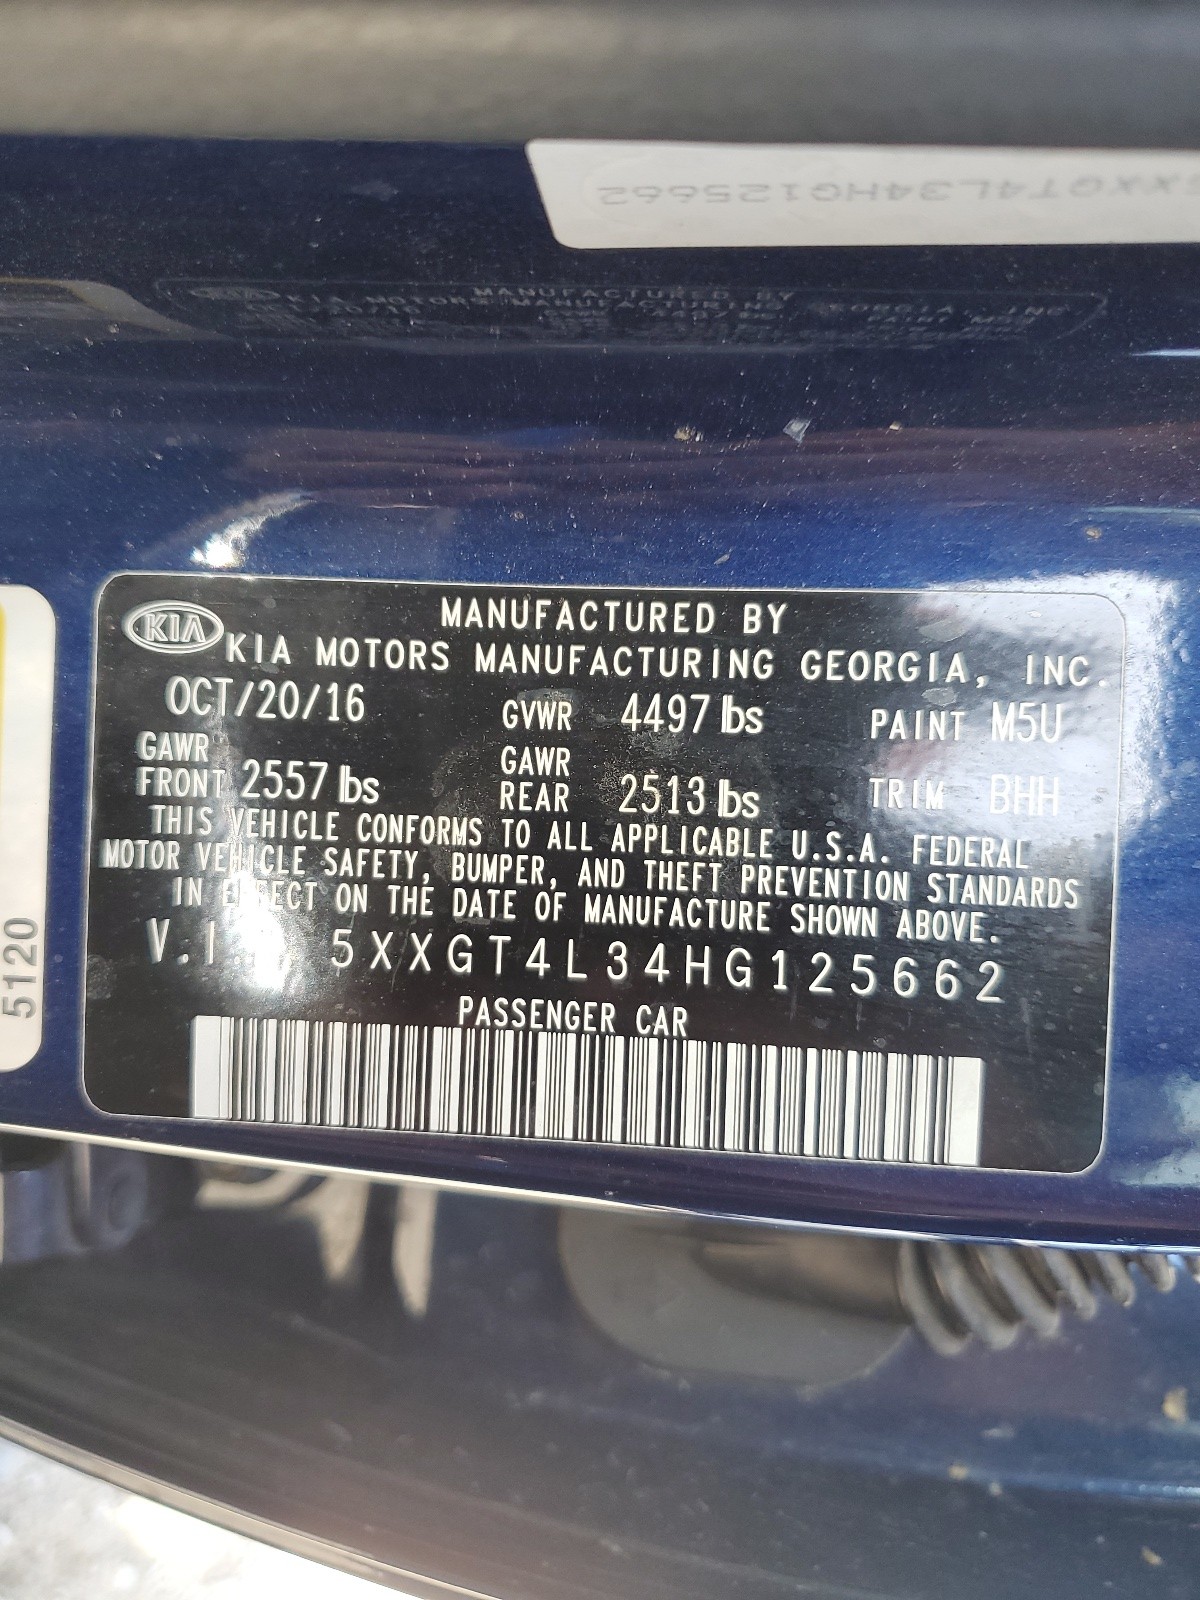 5XXGT4L34HG125662
KIA MANUFACTURED BY
KIA MOTORS MANUFACTURING GEORGIA, INC.
OCT/20/16 GVWR 4497 lbs PAINT M5U
GAWR FRONT 2557 lbs GAWR REAR 2513 lbs TRIM BHH
THIS VEHICLE CONFORMS TO ALL APPLICABLE U.S.A. FEDERAL
MOTOR VEHICLE SAFETY, BUMPER, AND THEFT PREVENTION STANDARDS
IN EFFECT ON THE DATE OF MANUFACTURE SHOWN ABOVE.
V.I.N. 5XXGT4L34HG125662
PASSENGER CAR
5120